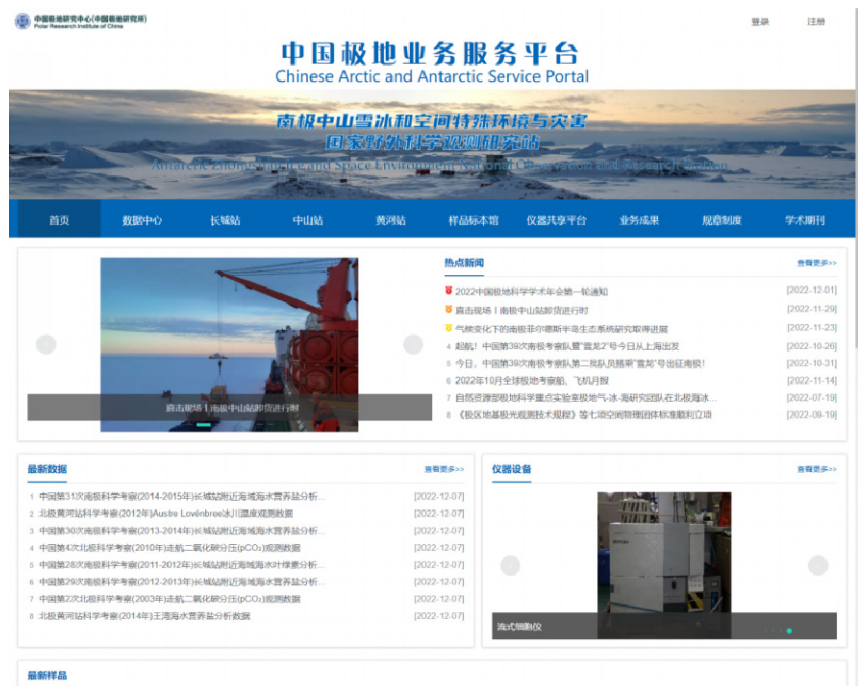 中国极地研究中心(中国极地研究所)
Polar Research Institute of China
登录
注册
中国极地业务服务平台
Chinese Arctic and Antarctic Service Portal
南极中山雪冰和空间特殊环境与灾害
国家野外科学观测研究站
Antarctic Zhongshan Ice and Space Environment National Observation and Research Station
首页
数据中心
长城站
中山站
黄河站
样品标本馆
仪器共享平台
业务成果
规章制度
学术期刊
直击现场丨南极中山站卸货进行时
热点新闻
查看更多>>
2022中国极地科学学术年会第一轮通知 [2022-12-01]
直击现场丨南极中山站卸货进行时 [2022-11-29]
气候变化下的南极菲尔德斯半岛生态系统研究取得进展 [2022-11-23]
4 起航！中国第39次南极考察队暨“雪龙2”号今日从上海出发 [2022-10-26]
5 今日，中国第39次南极考察队第二批队员搭乘“雪龙”号出征南极! [2022-10-31]
6 2022年10月全球极地考察船、飞机月报 [2022-11-14]
7 自然资源部极地科学重点实验室极地气-冰-海研究团队在北极海冰... [2022-07-19]
8 《极区地基极光观测技术规程》等七项空间物理团体标准顺利立项 [2022-09-19]
最新数据
查看更多>>
1 中国第31次南极科学考察(2014-2015年)长城站附近海域海水营养盐分析... [2022-12-07]
2 北极黄河站科学考察(2012年)Austre Lovénbree冰川温度观测数据 [2022-12-07]
3 中国第30次南极科学考察(2013-2014年)长城站附近海域海水营养盐分析... [2022-12-07]
4 中国第4次北极科学考察(2010年)走航二氧化碳分压(pCO₂)观测数据 [2022-12-07]
5 中国第28次南极科学考察(2011-2012年)长城站附近海域海水叶绿素分析... [2022-12-07]
6 中国第29次南极科学考察(2012-2013年)长城站附近海域海水营养盐分析... [2022-12-07]
7 中国第2次北极科学考察(2003年)走航二氧化碳分压(pCO₂)观测数据 [2022-12-07]
8 北极黄河站科学考察(2014年)王湾海水营养盐分析数据 [2022-12-07]
仪器设备
查看更多>>
流式细胞仪
最新样品